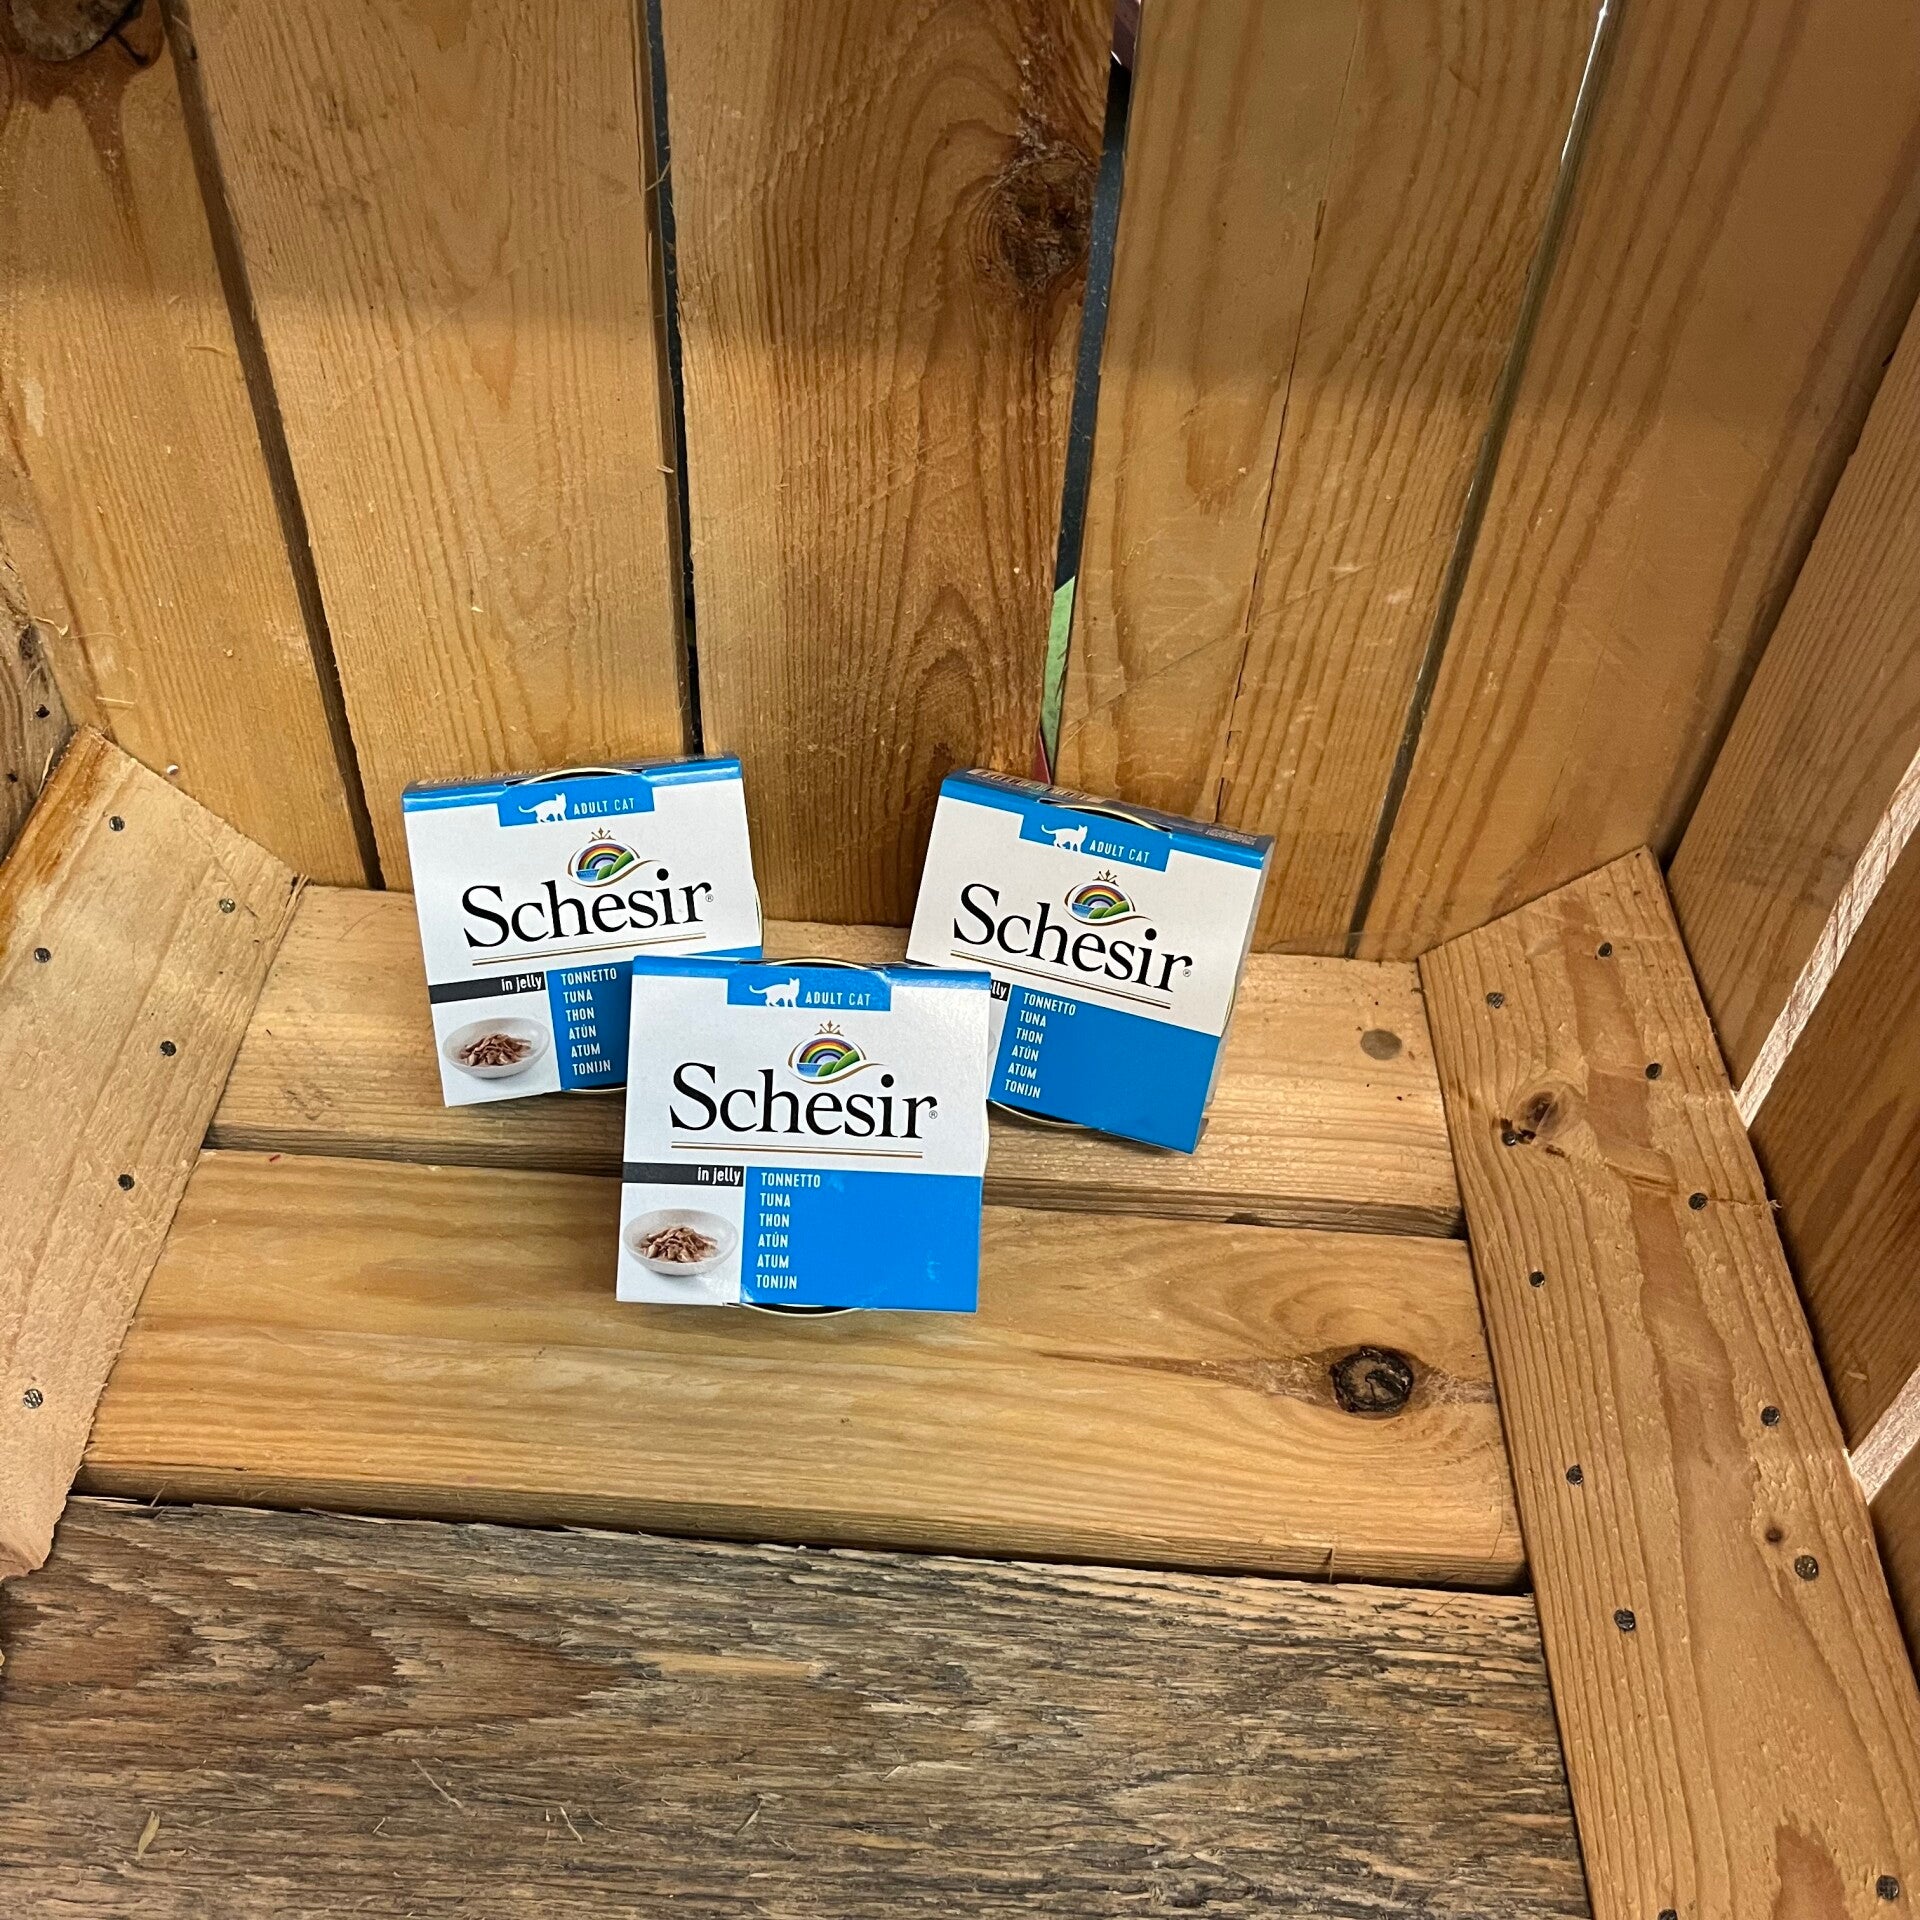 ADULT CAT
Schesir®
in jelly
TONNETTO
TUNA
THON
ATÚN
ATUM
TONIJN
ADULT CAT
Schesir®
TONNETTO
TUNA
THON
ATÚN
ATUM
TONIJN
ADULT CAT
Schesir®
in jelly
TONNETTO
TUNA
THON
ATÚN
ATUM
TONIJN